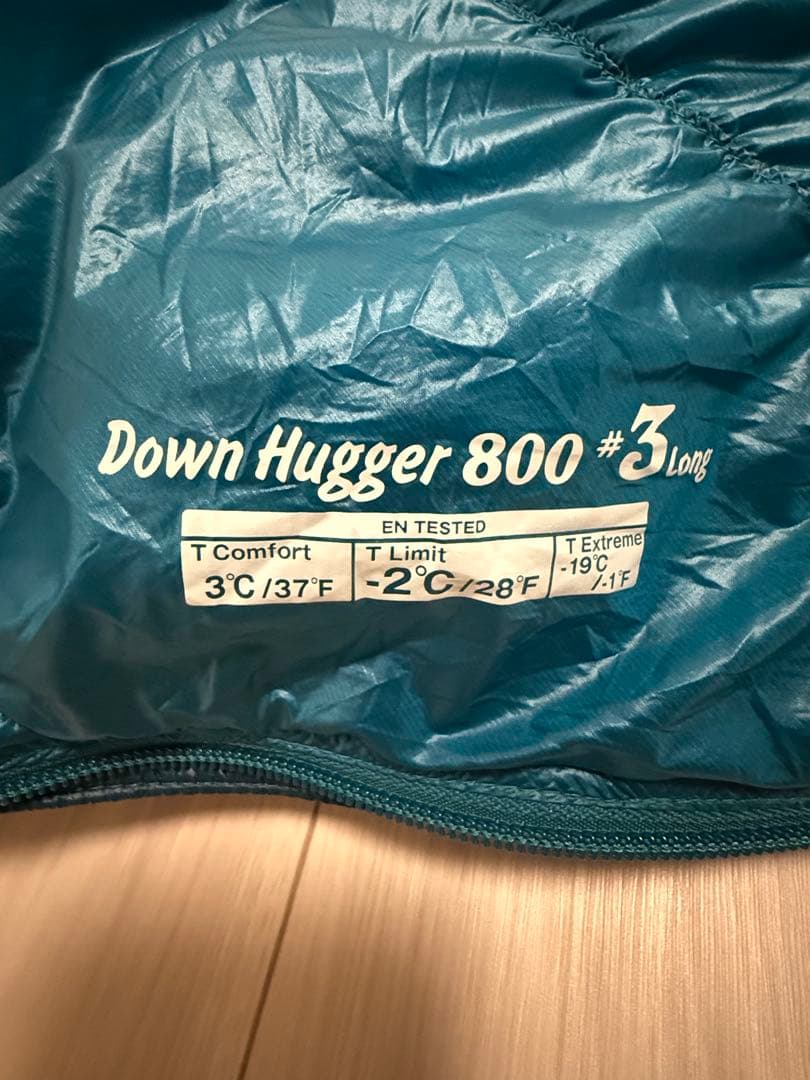 Down Hugger 800 #3 Long
EN TESTED
T Comfort
3℃/37°F
T Limit
-2℃/28°F
T Extreme
-19℃
/-1°F